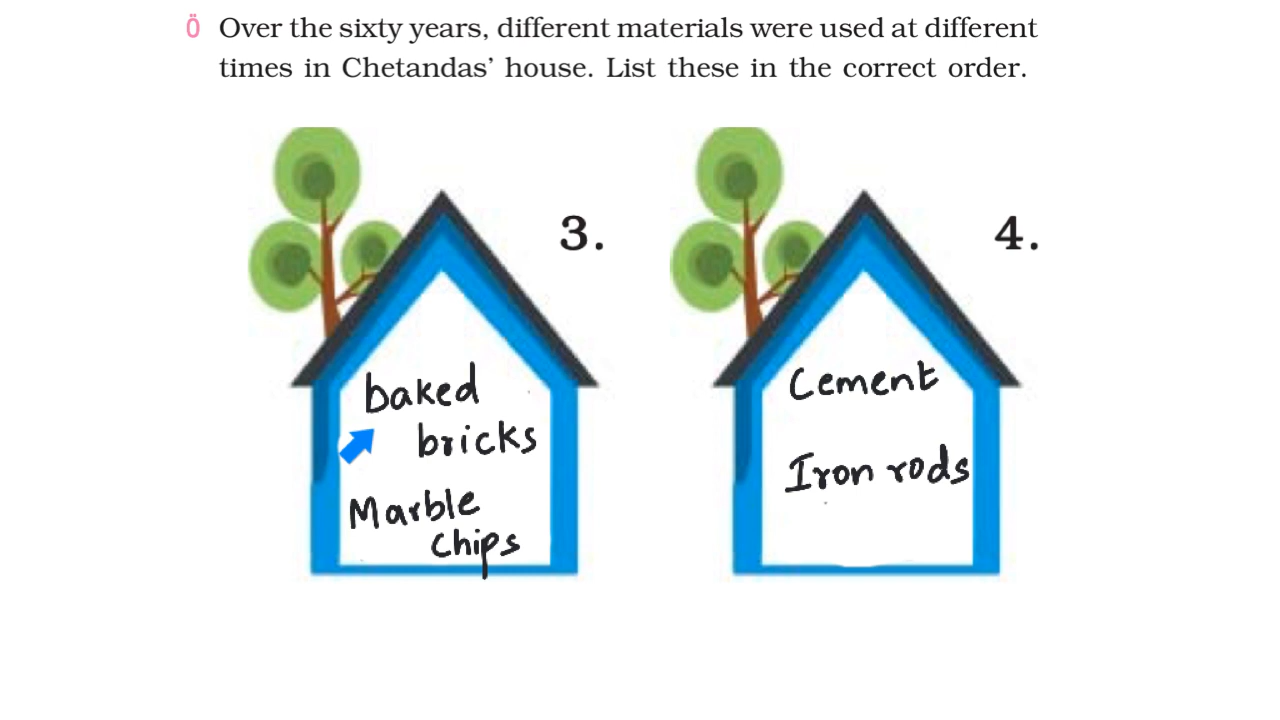 Ö Over the sixty years, different materials were used at different
times in Chetandas’ house. List these in the correct order.
3.
baked
bricks
Marble
chips
4.
Cement
Iron rods